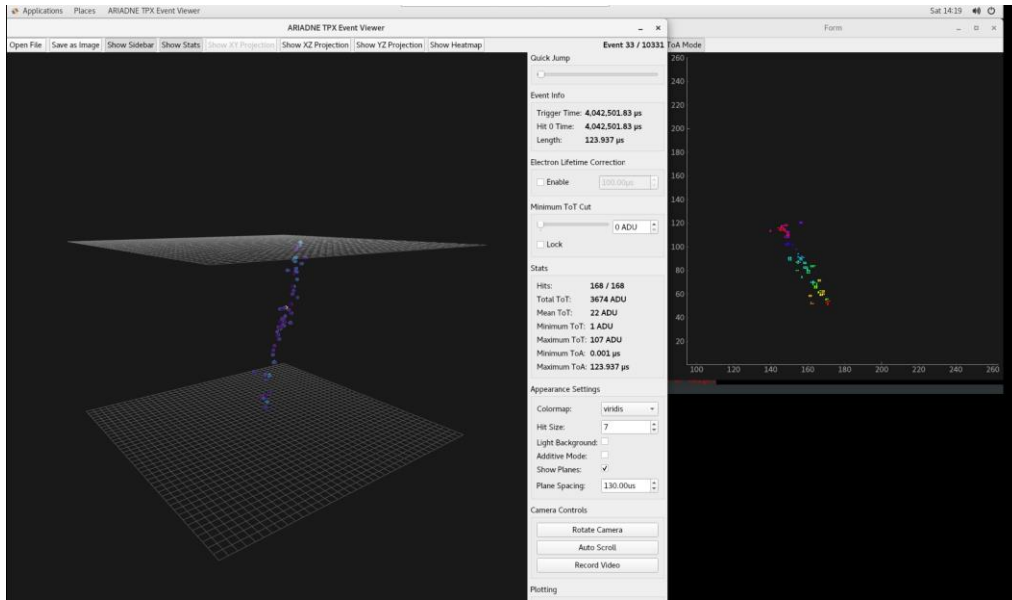 Applications Places ARIADNE TPX Event Viewer Sat 14:19
ARIADNE TPX Event Viewer
Form
Open File Save as Image Show Sidebar Show Stats Show XY Projection Show XZ Projection Show YZ Projection Show Heatmap Event 33 / 10331
ToA Mode
Quick Jump
Event Info
Trigger Time: 4,042,501.83 µs
Hit 0 Time: 4,042,501.83 µs
Length: 123.937 µs
Electron Lifetime Correction
Enable 100.00µs
Minimum ToT Cut
0 ADU
Lock
Stats
Hits: 168 / 168
Total ToT: 3674 ADU
Mean ToT: 22 ADU
Minimum ToT: 1 ADU
Maximum ToT: 107 ADU
Minimum ToA: 0.001 µs
Maximum ToA: 123.937 µs
Appearance Settings
Colormap: viridis
Hit Size: 7
Light Background:
Additive Mode:
Show Planes:
Plane Spacing: 130.00us
Camera Controls
Rotate Camera
Auto Scroll
Record Video
Plotting
260
240
220
200
180
160
140
120
100
80
60
40
20
100 120 140 160 180 200 220 240 260